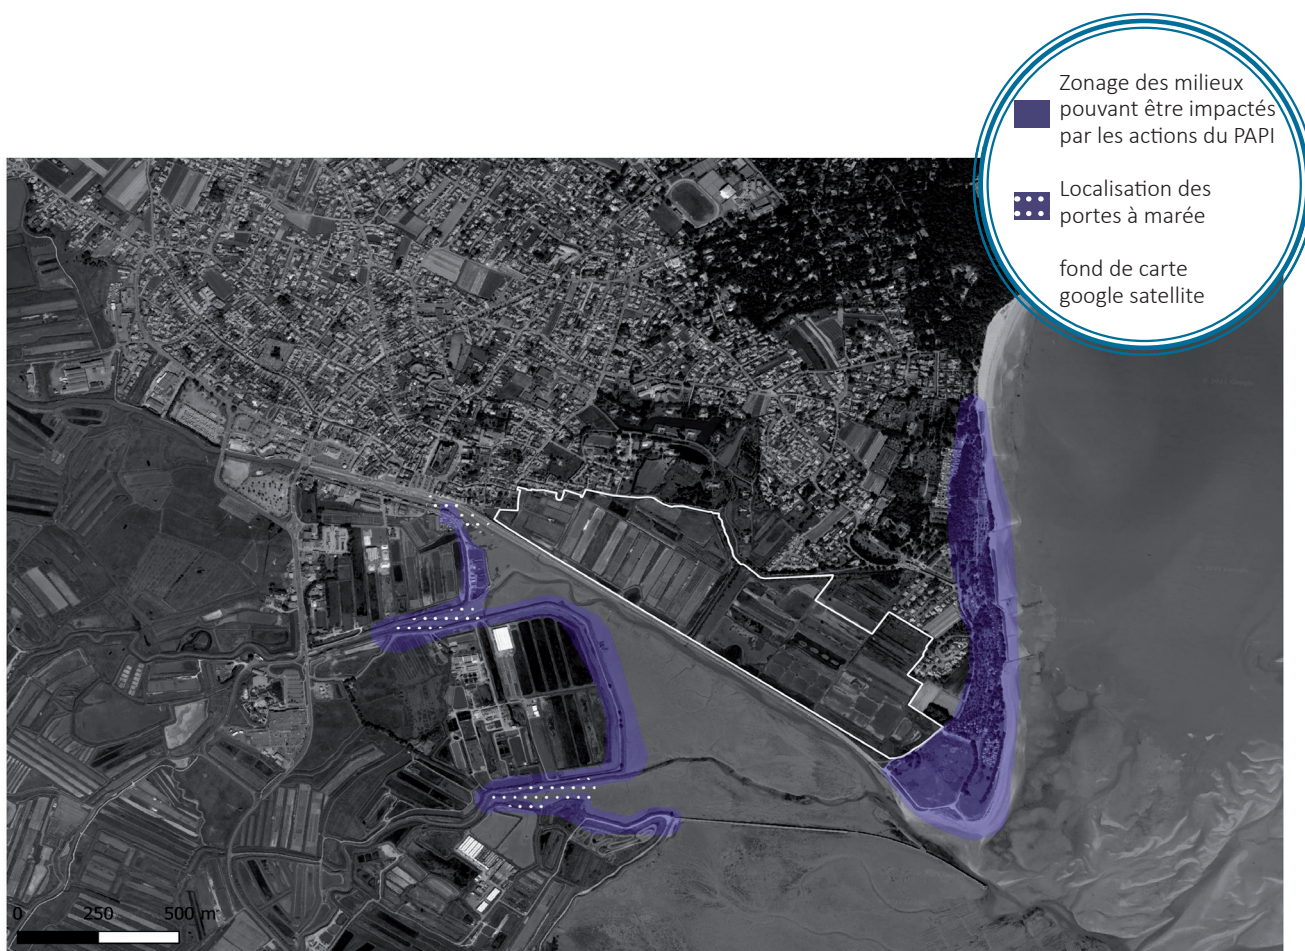 Zonage des milieux
pouvant être impactés
par les actions du PAPI
Localisation des
portes à marée
fond de carte
google satellite
0 250 500 m